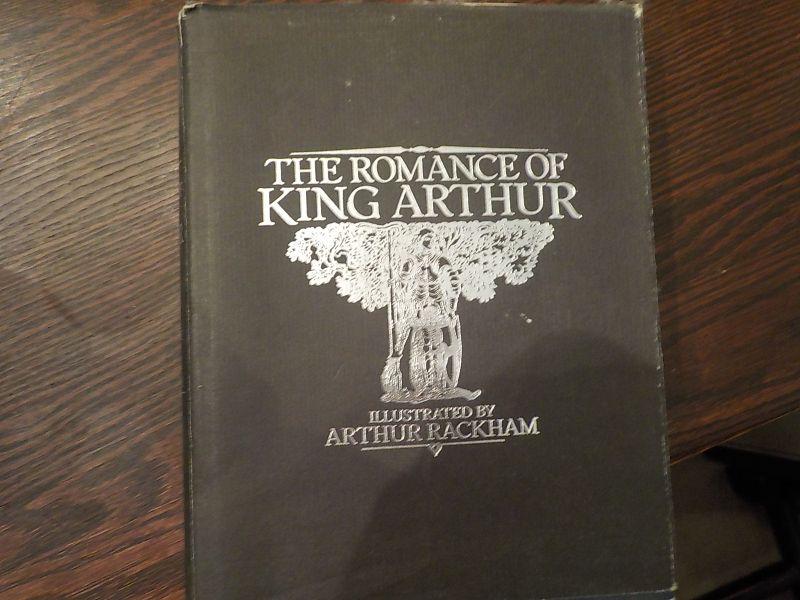 THE ROMANCE OF
KING ARTHUR
ILLUSTRATED BY
ARTHUR RACKHAM